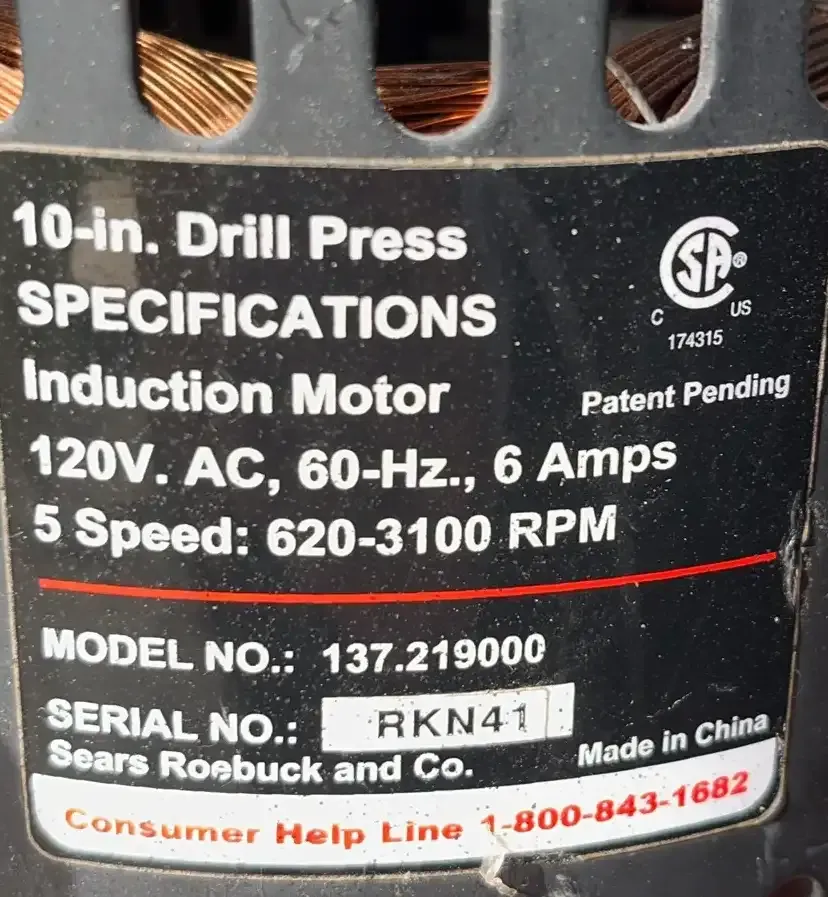 10-in. Drill Press
SPECIFICATIONS
Induction Motor
120V. AC, 60-Hz., 6 Amps
5 Speed: 620-3100 RPM
SA®
C US
174315
Patent Pending
MODEL NO.: 137.219000
SERIAL NO.: RKN41
Sears Roebuck and Co.
Made in China
Consumer Help Line 1-800-843-1682